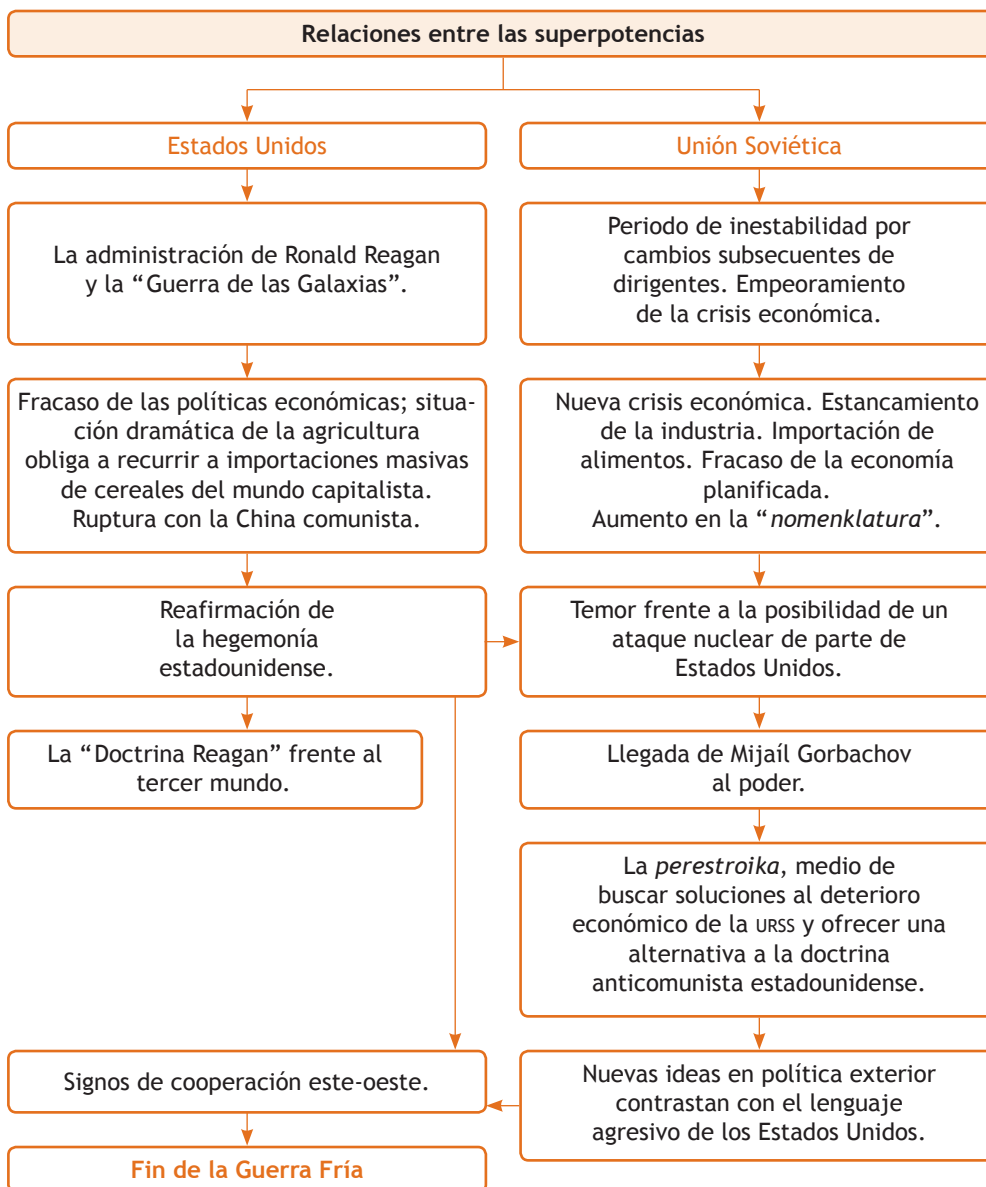 Relaciones entre las superpotencias
Estados Unidos
Unión Soviética
La administración de Ronald Reagan
y la “Guerra de las Galaxias”.
Periodo de inestabilidad por
cambios subsecuentes de
dirigentes. Empeoramiento
de la crisis económica.
Fracaso de las políticas económicas; situa-
ción dramática de la agricultura
obliga a recurrir a importaciones masivas
de cereales del mundo capitalista.
Ruptura con la China comunista.
Nueva crisis económica. Estancamiento
de la industria. Importación de
alimentos. Fracaso de la economía
planificada.
Aumento en la “nomenklatura”.
Reafirmación de
la hegemonía
estadounidense.
Temor frente a la posibilidad de un
ataque nuclear de parte de
Estados Unidos.
La “Doctrina Reagan” frente al
tercer mundo.
Llegada de Mijaíl Gorbachov
al poder.
La perestroika, medio de
buscar soluciones al deterioro
económico de la URSS y ofrecer una
alternativa a la doctrina
anticomunista estadounidense.
Signos de cooperación este-oeste.
Nuevas ideas en política exterior
contrastan con el lenguaje
agresivo de los Estados Unidos.
Fin de la Guerra Fría